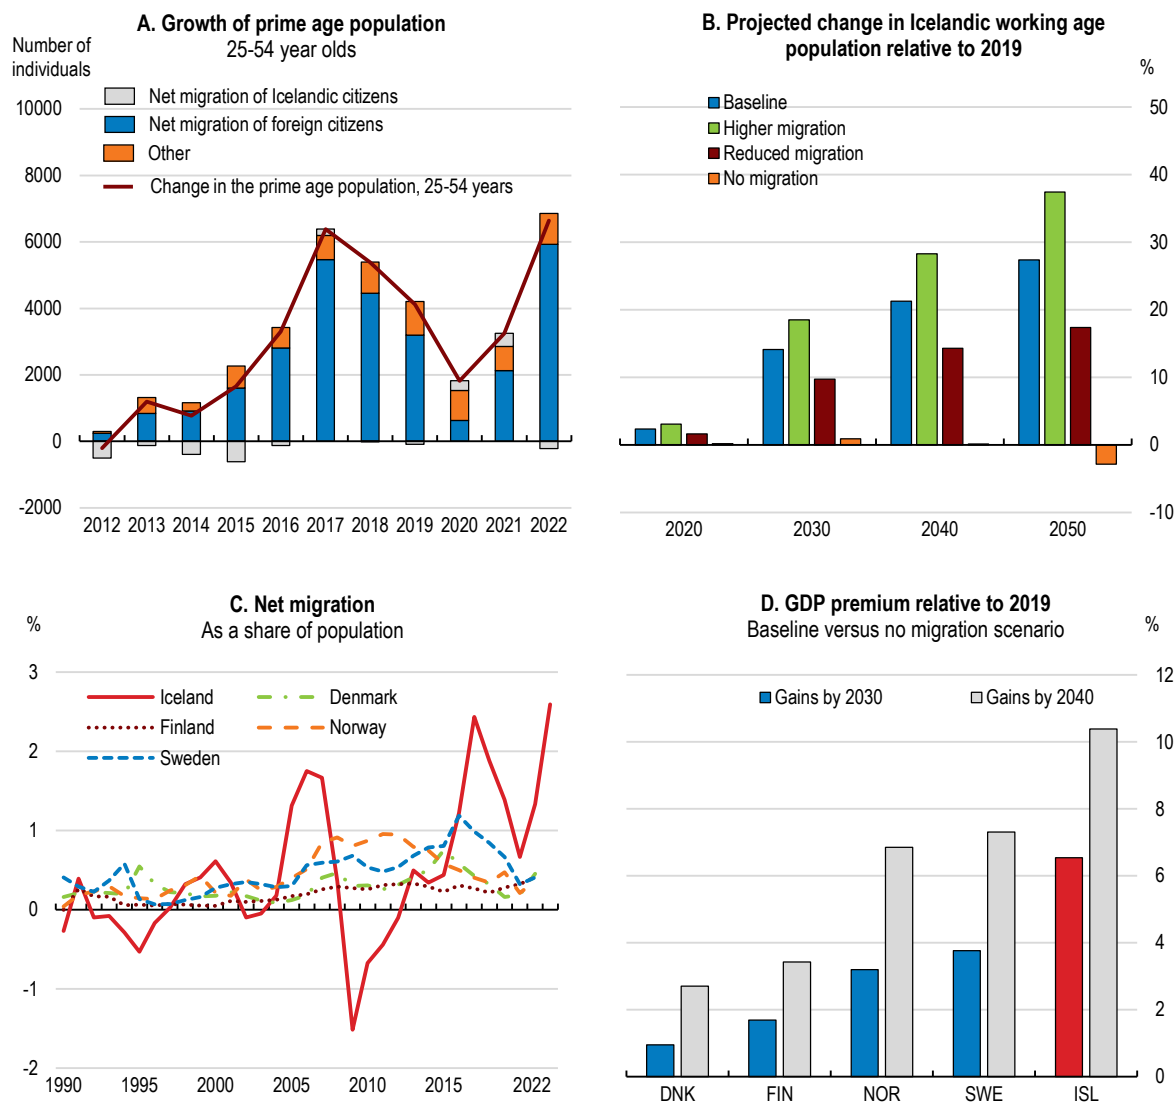 A. Growth of prime age population
25-54 year olds
Number of
individuals
Net migration of Icelandic citizens
Net migration of foreign citizens
Other
Change in the prime age population, 25-54 years
10000
8000
6000
4000
2000
0
-2000
2012 2013 2014 2015 2016 2017 2018 2019 2020 2021 2022
B. Projected change in Icelandic working age
population relative to 2019
%
Baseline
Higher migration
Reduced migration
No migration
50
40
30
20
10
0
-10
2020 2030 2040 2050
C. Net migration
As a share of population
%
Iceland Denmark
Finland Norway
Sweden
3
2
1
0
-1
-2
1990 1995 2000 2005 2010 2015 2022
D. GDP premium relative to 2019
Baseline versus no migration scenario
%
Gains by 2030 Gains by 2040
12
10
8
6
4
2
0
DNK FIN NOR SWE ISL